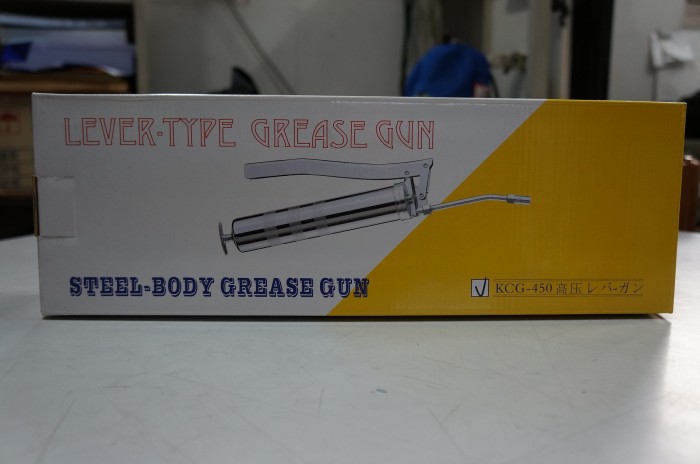 LEVER-TYPE GREASE GUN
STEEL-BODY GREASE GUN
KCG-450 高圧レバーガン